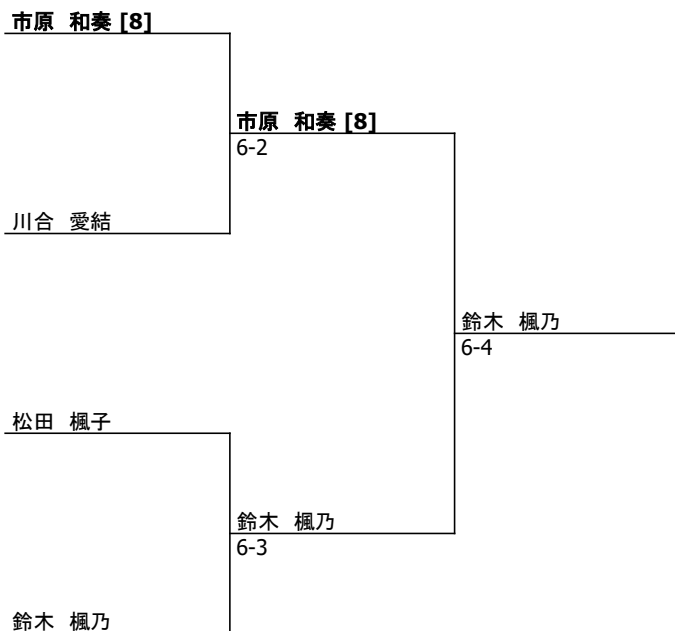 市原 和奏 [8]
市原 和奏 [8]
6-2
川合 愛結
鈴木 楓乃
6-4
松田 楓子
鈴木 楓乃
6-3
鈴木 楓乃